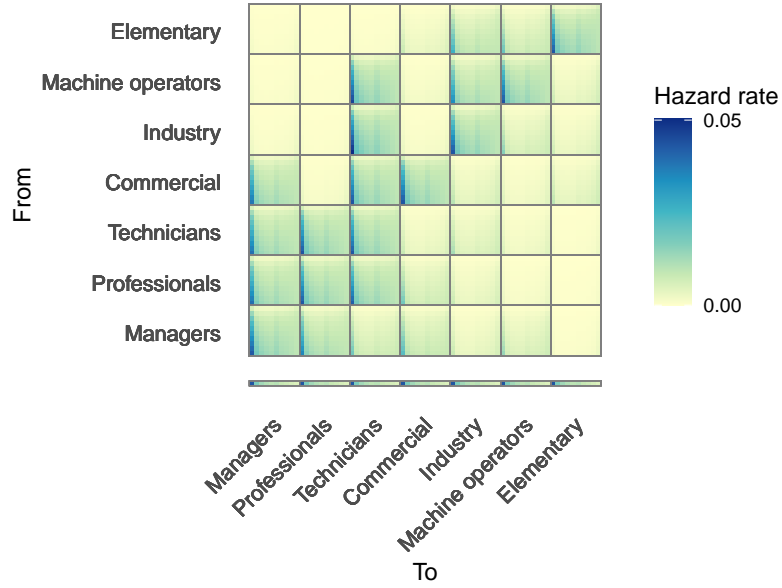 Elementary
Machine operators
Industry
Commercial
Technicians
Professionals
Managers
From
Hazard rate
0.05
0.00
Managers
Professionals
Technicians
Commercial
Industry
Machine operators
Elementary
To